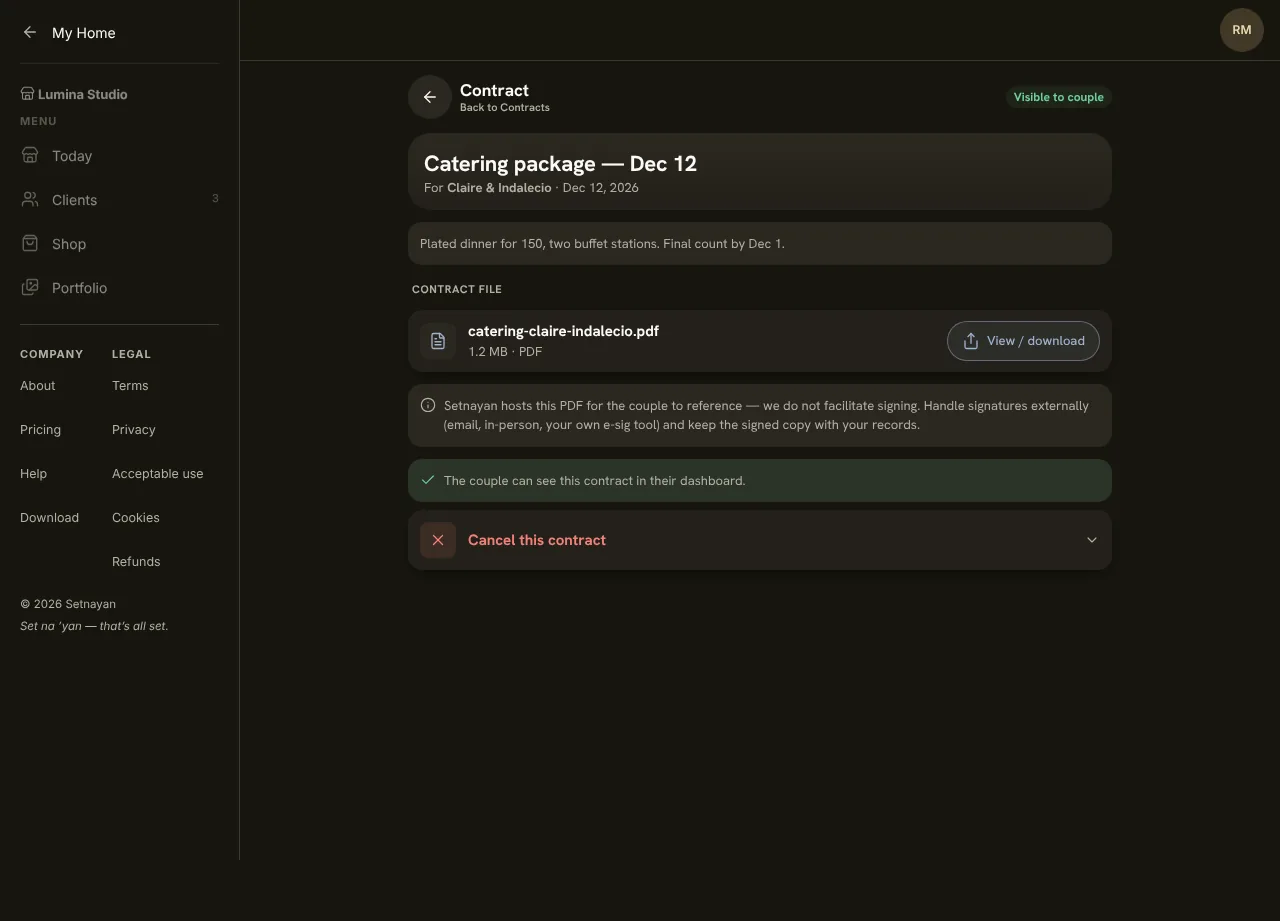 My Home
Lumina Studio
MENU
Today
Clients 3
Shop
Portfolio
COMPANY LEGAL
About Terms
Pricing Privacy
Help Acceptable use
Download Cookies
Refunds
© 2026 Setnayan
Set na 'yan — that's all set.
RM
Contract
Back to Contracts
Visible to couple
Catering package — Dec 12
For Claire & Indalecio · Dec 12, 2026
Plated dinner for 150, two buffet stations. Final count by Dec 1.
CONTRACT FILE
catering-claire-indalecio.pdf
1.2 MB · PDF
View / download
Setnayan hosts this PDF for the couple to reference — we do not facilitate signing. Handle signatures externally
(email, in-person, your own e-sig tool) and keep the signed copy with your records.
The couple can see this contract in their dashboard.
Cancel this contract